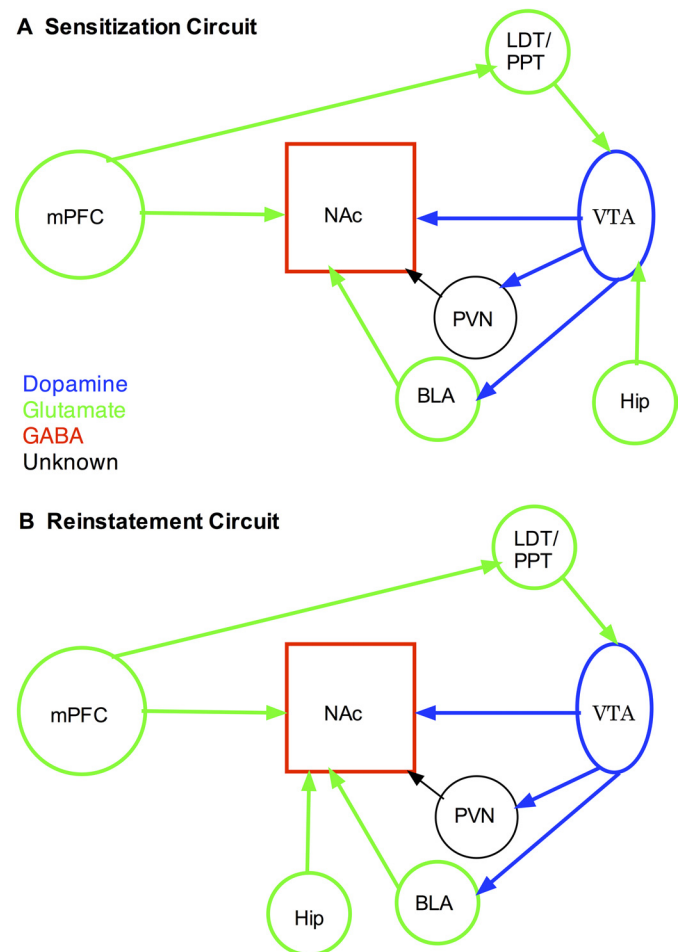 A Sensitization Circuit
LDT/
PPT
mPFC
NAc
VTA
PVN
BLA
Hip
Dopamine
Glutamate
GABA
Unknown
B Reinstatement Circuit
LDT/
PPT
mPFC
NAc
VTA
PVN
BLA
Hip